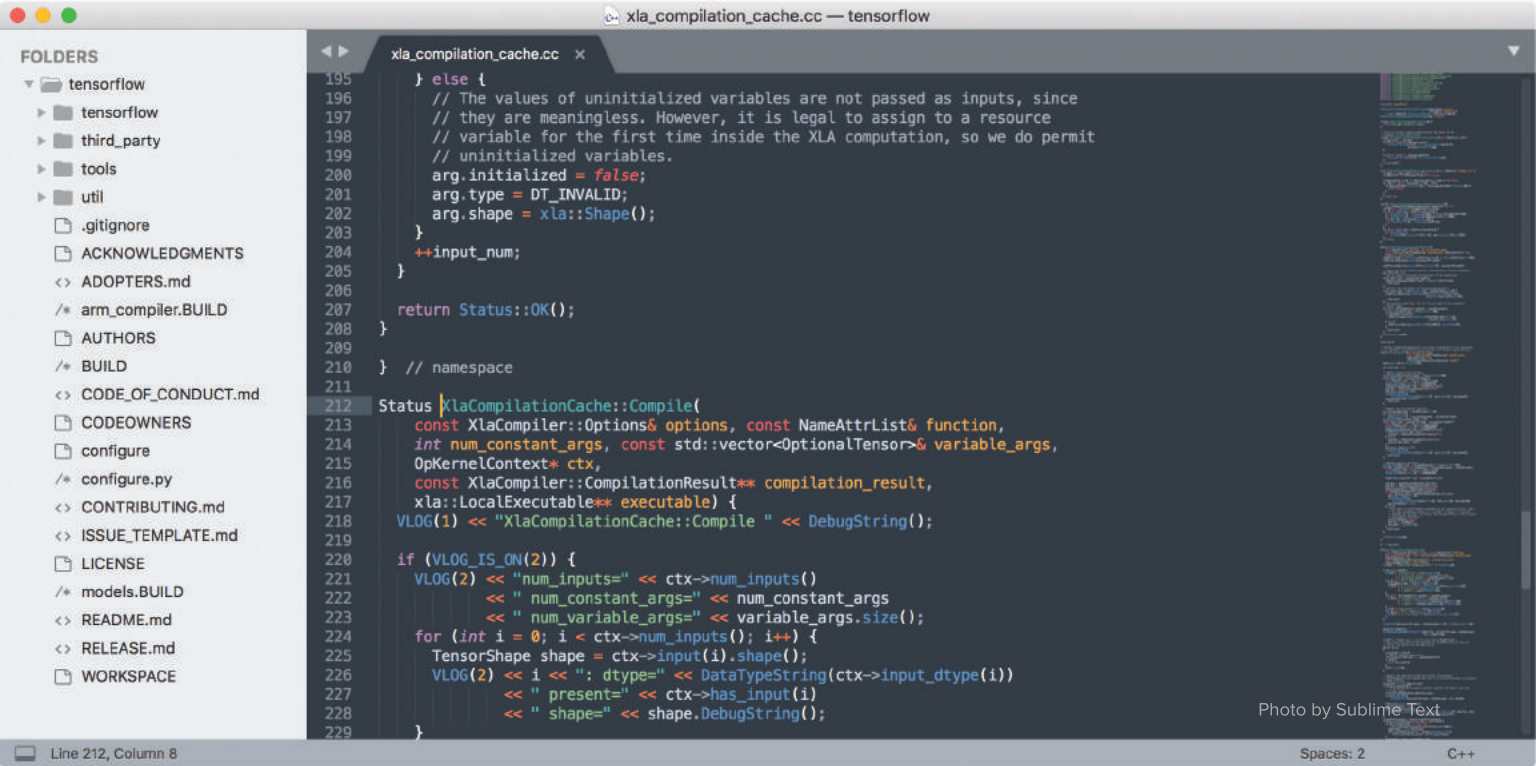 xla_compilation_cache.cc — tensorflow
FOLDERS
tensorflow
tensorflow
third_party
tools
util
.gitignore
ACKNOWLEDGMENTS
<> ADOPTERS.md
/* arm_compiler.BUILD
AUTHORS
/* BUILD
<> CODE_OF_CONDUCT.md
CODEOWNERS
configure
/* configure.py
<> CONTRIBUTING.md
<> ISSUE_TEMPLATE.md
LICENSE
/* models.BUILD
<> README.md
<> RELEASE.md
WORKSPACE
xla_compilation_cache.cc ×
195     } else {
196       // The values of uninitialized variables are not passed as inputs, since
197       // they are meaningless. However, it is legal to assign to a resource
198       // variable for the first time inside the XLA computation, so we do permit
199       // uninitialized variables.
200       arg.initialized = false;
201       arg.type = DT_INVALID;
202       arg.shape = xla::Shape();
203     }
204     ++input_num;
205   }
206
207   return Status::OK();
208 }
209
210 }  // namespace
211
212 Status XlaCompilationCache::Compile(
213     const XlaCompiler::Options& options, const NameAttrList& function,
214     int num_constant_args, const std::vector<OptionalTensor>& variable_args,
215     OpKernelContext* ctx,
216     const XlaCompiler::CompilationResult** compilation_result,
217     xla::LocalExecutable** executable) {
218   VLOG(1) << "XlaCompilationCache::Compile " << DebugString();
219
220   if (VLOG_IS_ON(2)) {
221     VLOG(2) << "num_inputs=" << ctx->num_inputs()
222             << " num_constant_args=" << num_constant_args
223             << " num_variable_args=" << variable_args.size();
224     for (int i = 0; i < ctx->num_inputs(); i++) {
225       TensorShape shape = ctx->input(i).shape();
226       VLOG(2) << i << ": dtype=" << DataTypeString(ctx->input_dtype(i))
227               << " present=" << ctx->has_input(i)
228               << " shape=" << shape.DebugString();
229     }
Photo by Sublime Text
Line 212, Column 8
Spaces: 2
C++